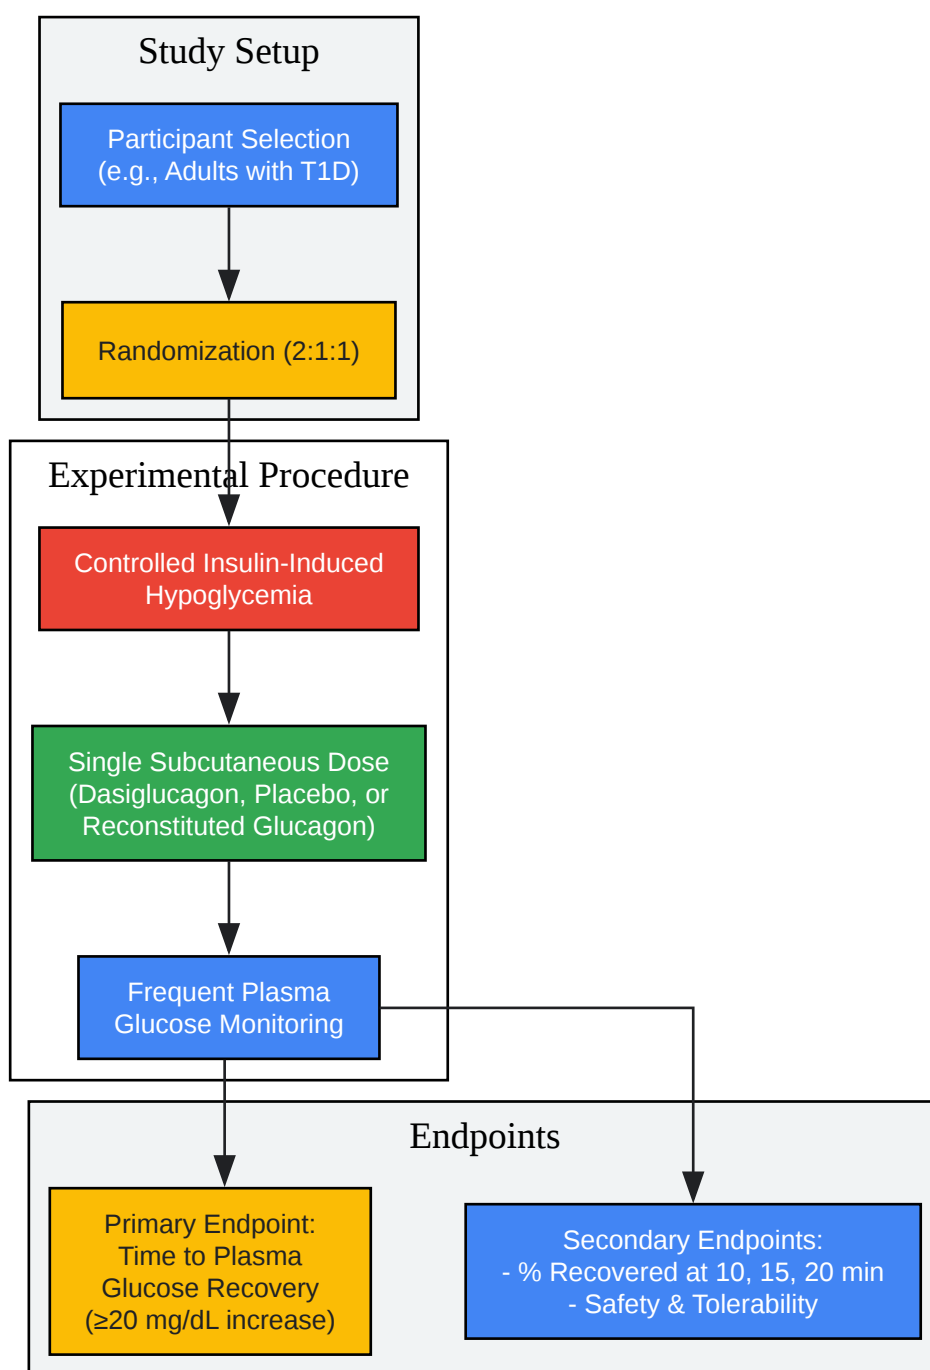 Study Setup
Participant Selection
(e.g., Adults with T1D)
Randomization (2:1:1)
Experimental Procedure
Controlled Insulin-Induced
Hypoglycemia
Single Subcutaneous Dose
(Dasiglucagon, Placebo, or
Reconstituted Glucagon)
Frequent Plasma
Glucose Monitoring
Endpoints
Primary Endpoint:
Time to Plasma
Glucose Recovery
(≥20 mg/dL increase)
Secondary Endpoints:
- % Recovered at 10, 15, 20 min
- Safety & Tolerability